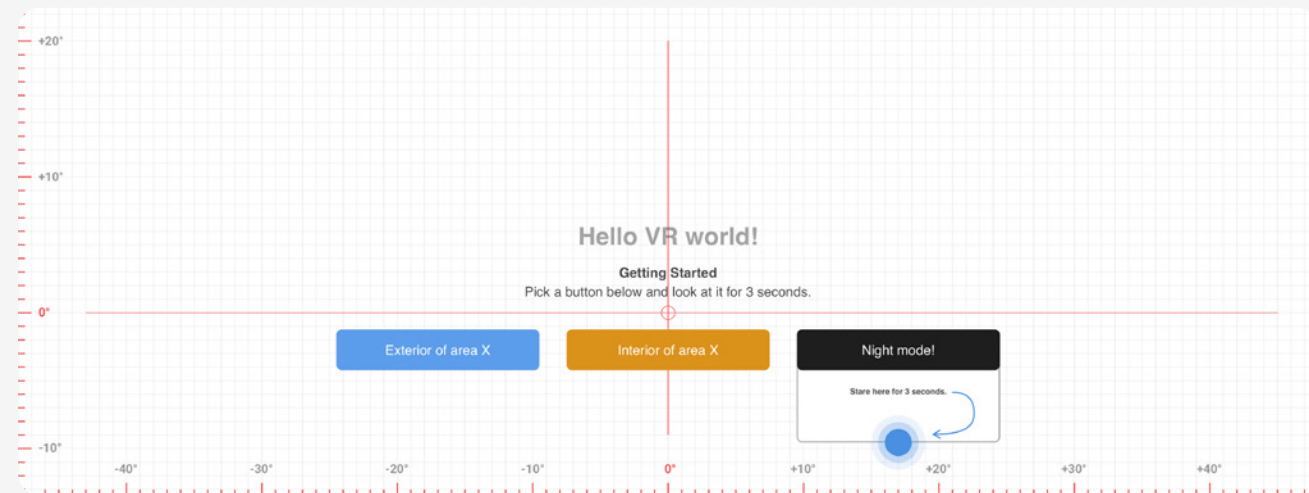 +20°
+10°
Hello VR world!
Getting Started
Pick a button below and look at it for 3 seconds.
0°
Exterior of area X
Interior of area X
Night mode!
Stare here for 3 seconds.
-10°
-40°
-30°
-20°
-10°
0°
+10°
+20°
+30°
+40°